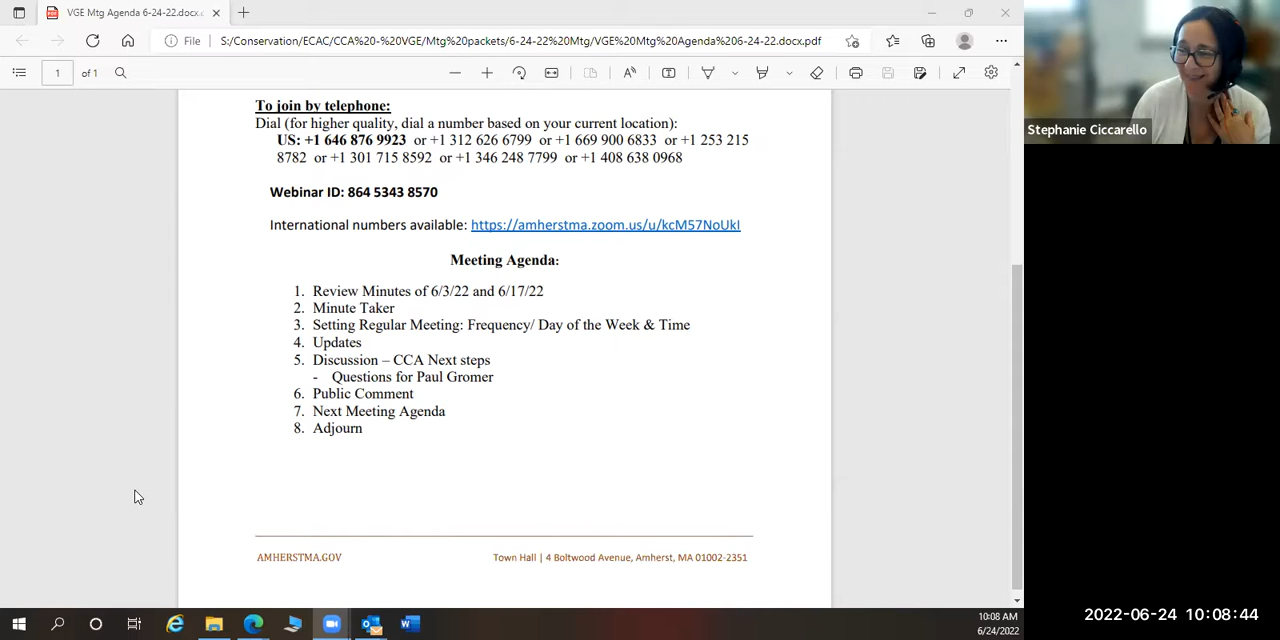 VGE Mtg Agenda 6-24-22.docx.
File S:/Conservation/ECAC/CCA%20-%20VGE/Mtg%20packets/6-24-22%20Mtg/VGE%20Mtg%20Agenda%206-24-22.docx.pdf
1 of 1
To join by telephone:
Dial (for higher quality, dial a number based on your current location):
US: +1 646 876 9923 or +1 312 626 6799 or +1 669 900 6833 or +1 253 215
8782 or +1 301 715 8592 or +1 346 248 7799 or +1 408 638 0968
Webinar ID: 864 5343 8570
International numbers available: https://amherstma.zoom.us/u/kcM57NoUkI
Meeting Agenda:
1. Review Minutes of 6/3/22 and 6/17/22
2. Minute Taker
3. Setting Regular Meeting: Frequency/ Day of the Week & Time
4. Updates
5. Discussion – CCA Next steps
- Questions for Paul Gromer
6. Public Comment
7. Next Meeting Agenda
8. Adjourn
AMHERSTMA.GOV Town Hall | 4 Boltwood Avenue, Amherst, MA 01002-2351
Stephanie Ciccarello
10:08 AM
6/24/2022
2022-06-24 10:08:44